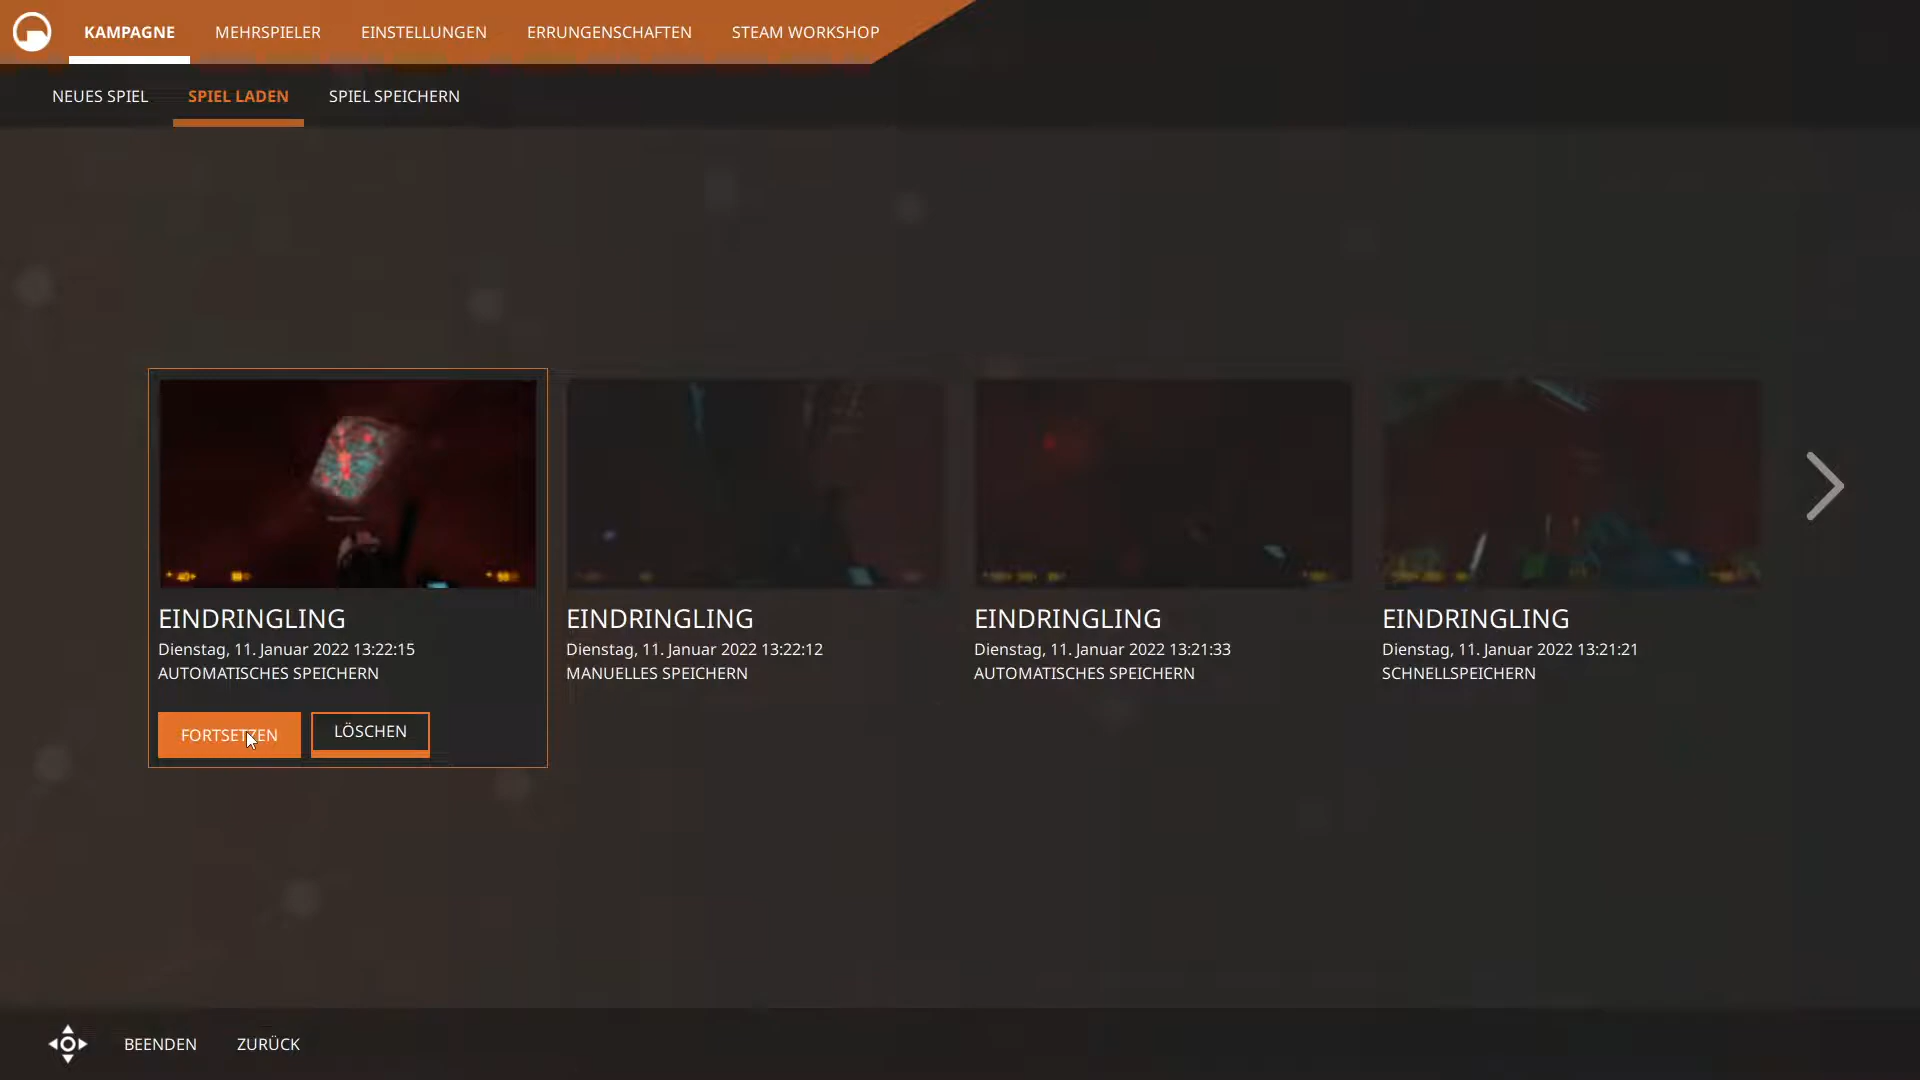 KAMPAGNE MEHRSPIELER EINSTELLUNGEN ERRUNGENSCHAFTEN STEAM WORKSHOP
NEUES SPIEL SPIEL LADEN SPIEL SPEICHERN
EINDRINGLING
Dienstag, 11. Januar 2022 13:22:15
AUTOMATISCHES SPEICHERN
FORTSETZEN LÖSCHEN
EINDRINGLING
Dienstag, 11. Januar 2022 13:22:12
MANUELLES SPEICHERN
EINDRINGLING
Dienstag, 11. Januar 2022 13:21:33
AUTOMATISCHES SPEICHERN
EINDRINGLING
Dienstag, 11. Januar 2022 13:21:21
SCHNELLSPEICHERN
BEENDEN ZURÜCK